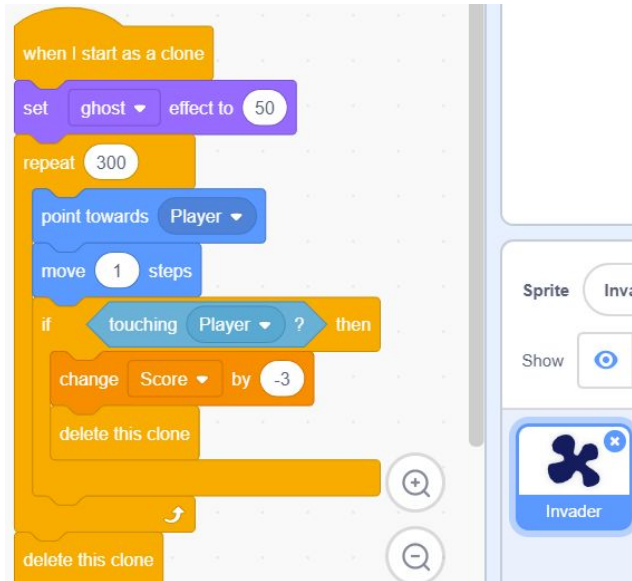 when I start as a clone
set ghost effect to 50
repeat 300
point towards Player
move 1 steps
if touching Player ? then
change Score by -3
delete this clone
delete this clone
Sprite Inva
Show
Invader